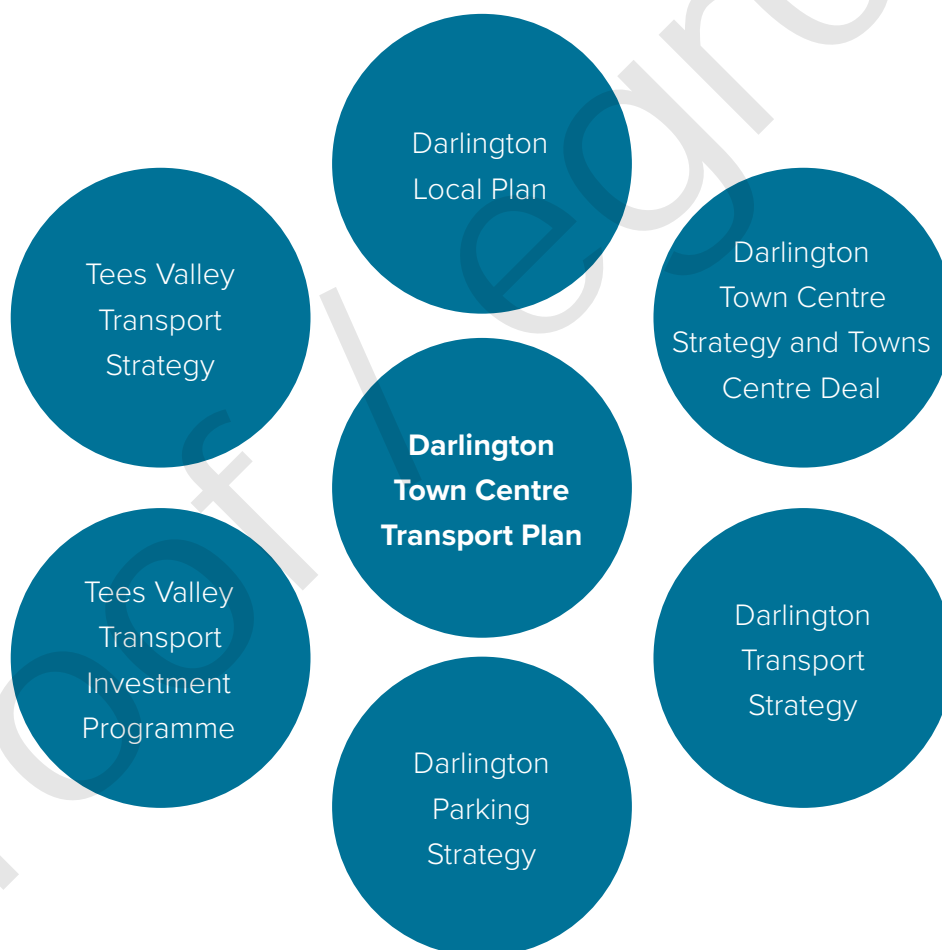 Darlington
Local Plan
Tees Valley
Transport
Strategy
Darlington
Town Centre
Strategy and Towns
Centre Deal
Darlington
Town Centre
Transport Plan
Tees Valley
Transport
Investment
Programme
Darlington
Transport
Strategy
Darlington
Parking
Strategy